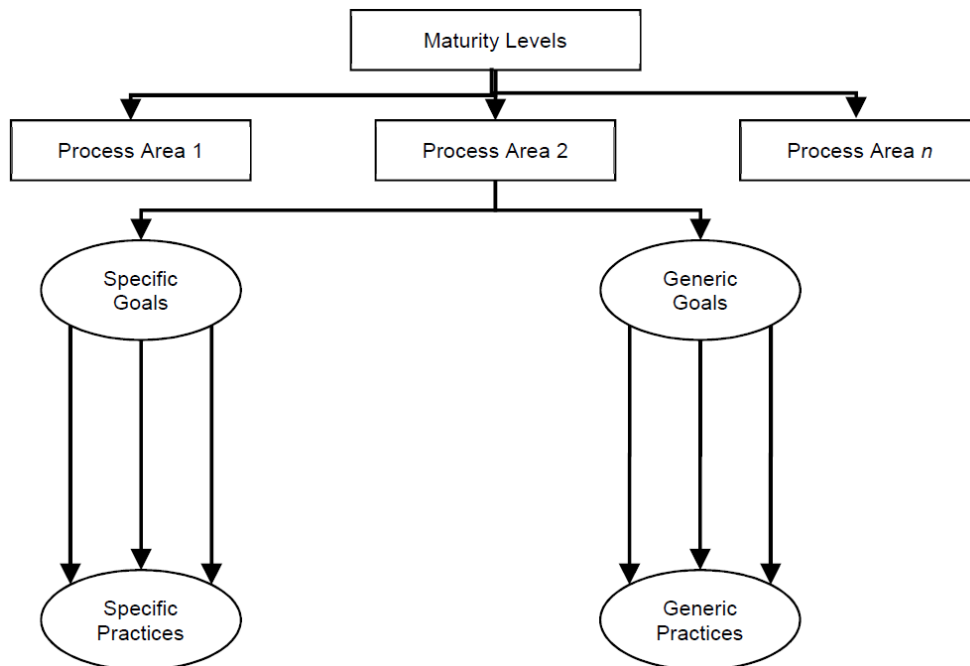 Maturity Levels
Process Area 1
Process Area 2
Process Area n
Specific
Goals
Generic
Goals
Specific
Practices
Generic
Practices